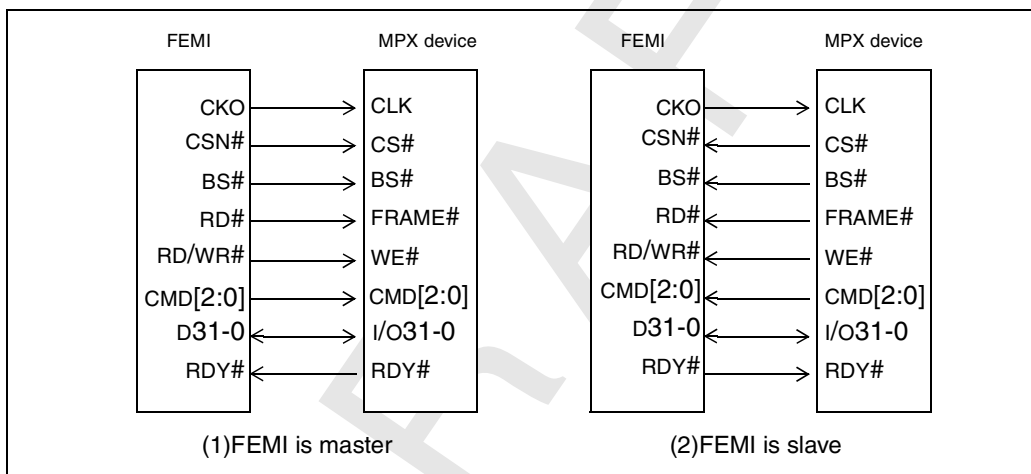 FEMI MPX device FEMI MPX device
CKO CLK CKO CLK
CSN# CS# CSN# CS#
BS# BS# BS# BS#
RD# FRAME# RD# FRAME#
RD/WR# WE# RD/WR# WE#
CMD[2:0] CMD[2:0] CMD[2:0] CMD[2:0]
D31-0 I/O31-0 D31-0 I/O31-0
RDY# RDY# RDY# RDY#
(1)FEMI is master (2)FEMI is slave